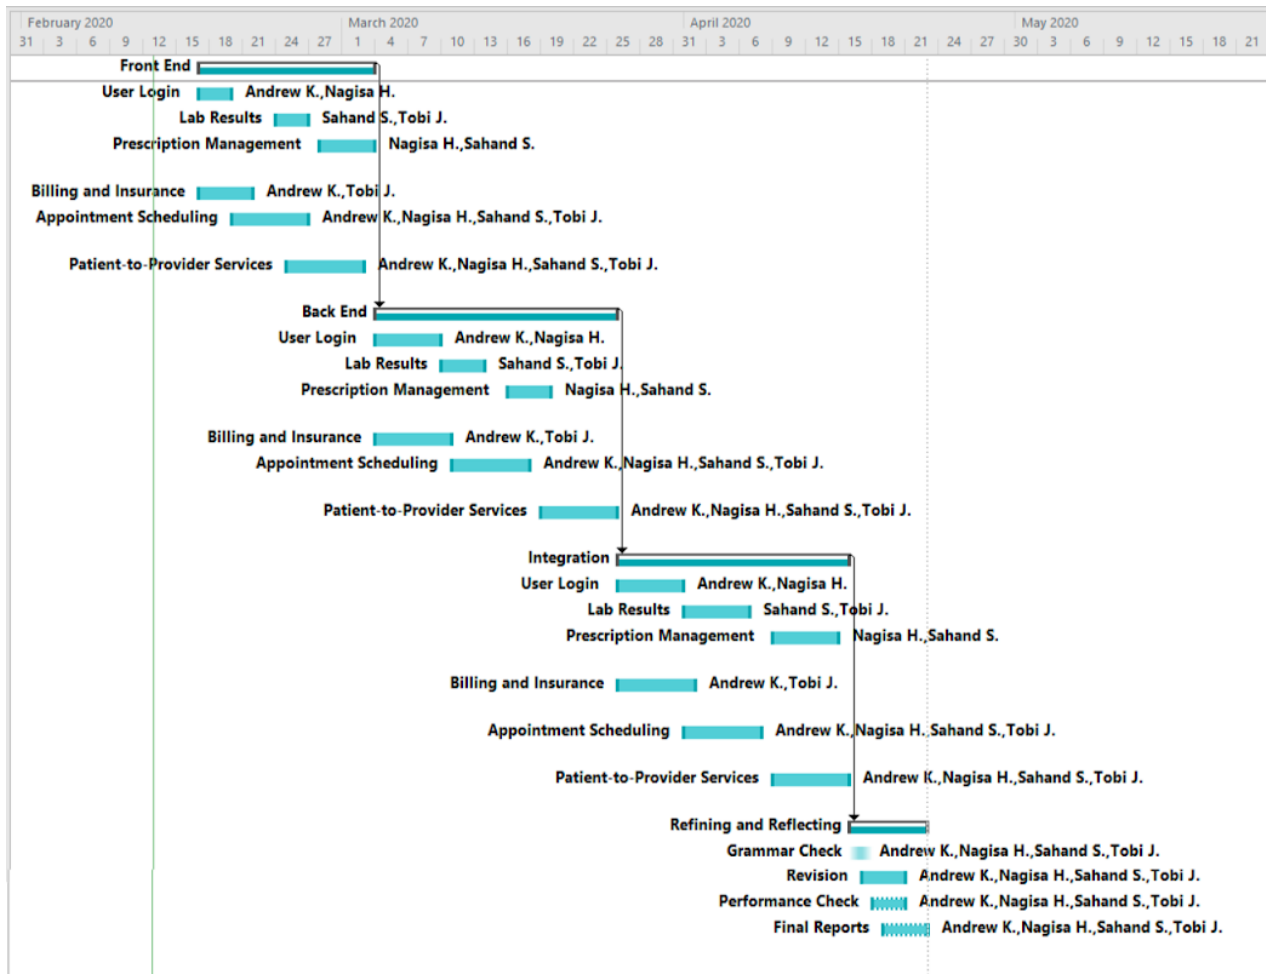 February 2020 March 2020 April 2020 May 2020
31 3 6 9 12 15 18 21 24 27 1 4 7 10 13 16 19 22 25 28 31 3 6 9 12 15 18 21 24 27 30 3 6 9 12 15 18 21
Front End
User Login Andrew K.,Nagisa H.
Lab Results Sahand S.,Tobi J.
Prescription Management Nagisa H.,Sahand S.
Billing and Insurance Andrew K.,Tobi J.
Appointment Scheduling Andrew K.,Nagisa H.,Sahand S.,Tobi J.
Patient-to-Provider Services Andrew K.,Nagisa H.,Sahand S.,Tobi J.
Back End
User Login Andrew K.,Nagisa H.
Lab Results Sahand S.,Tobi J.
Prescription Management Nagisa H.,Sahand S.
Billing and Insurance Andrew K.,Tobi J.
Appointment Scheduling Andrew K.,Nagisa H.,Sahand S.,Tobi J.
Patient-to-Provider Services Andrew K.,Nagisa H.,Sahand S.,Tobi J.
Integration
User Login Andrew K.,Nagisa H.
Lab Results Sahand S.,Tobi J.
Prescription Management Nagisa H.,Sahand S.
Billing and Insurance Andrew K.,Tobi J.
Appointment Scheduling Andrew K.,Nagisa H.,Sahand S.,Tobi J.
Patient-to-Provider Services Andrew K.,Nagisa H.,Sahand S.,Tobi J.
Refining and Reflecting
Grammar Check Andrew K.,Nagisa H.,Sahand S.,Tobi J.
Revision Andrew K.,Nagisa H.,Sahand S.,Tobi J.
Performance Check Andrew K.,Nagisa H.,Sahand S.,Tobi J.
Final Reports Andrew K.,Nagisa H.,Sahand S.,Tobi J.